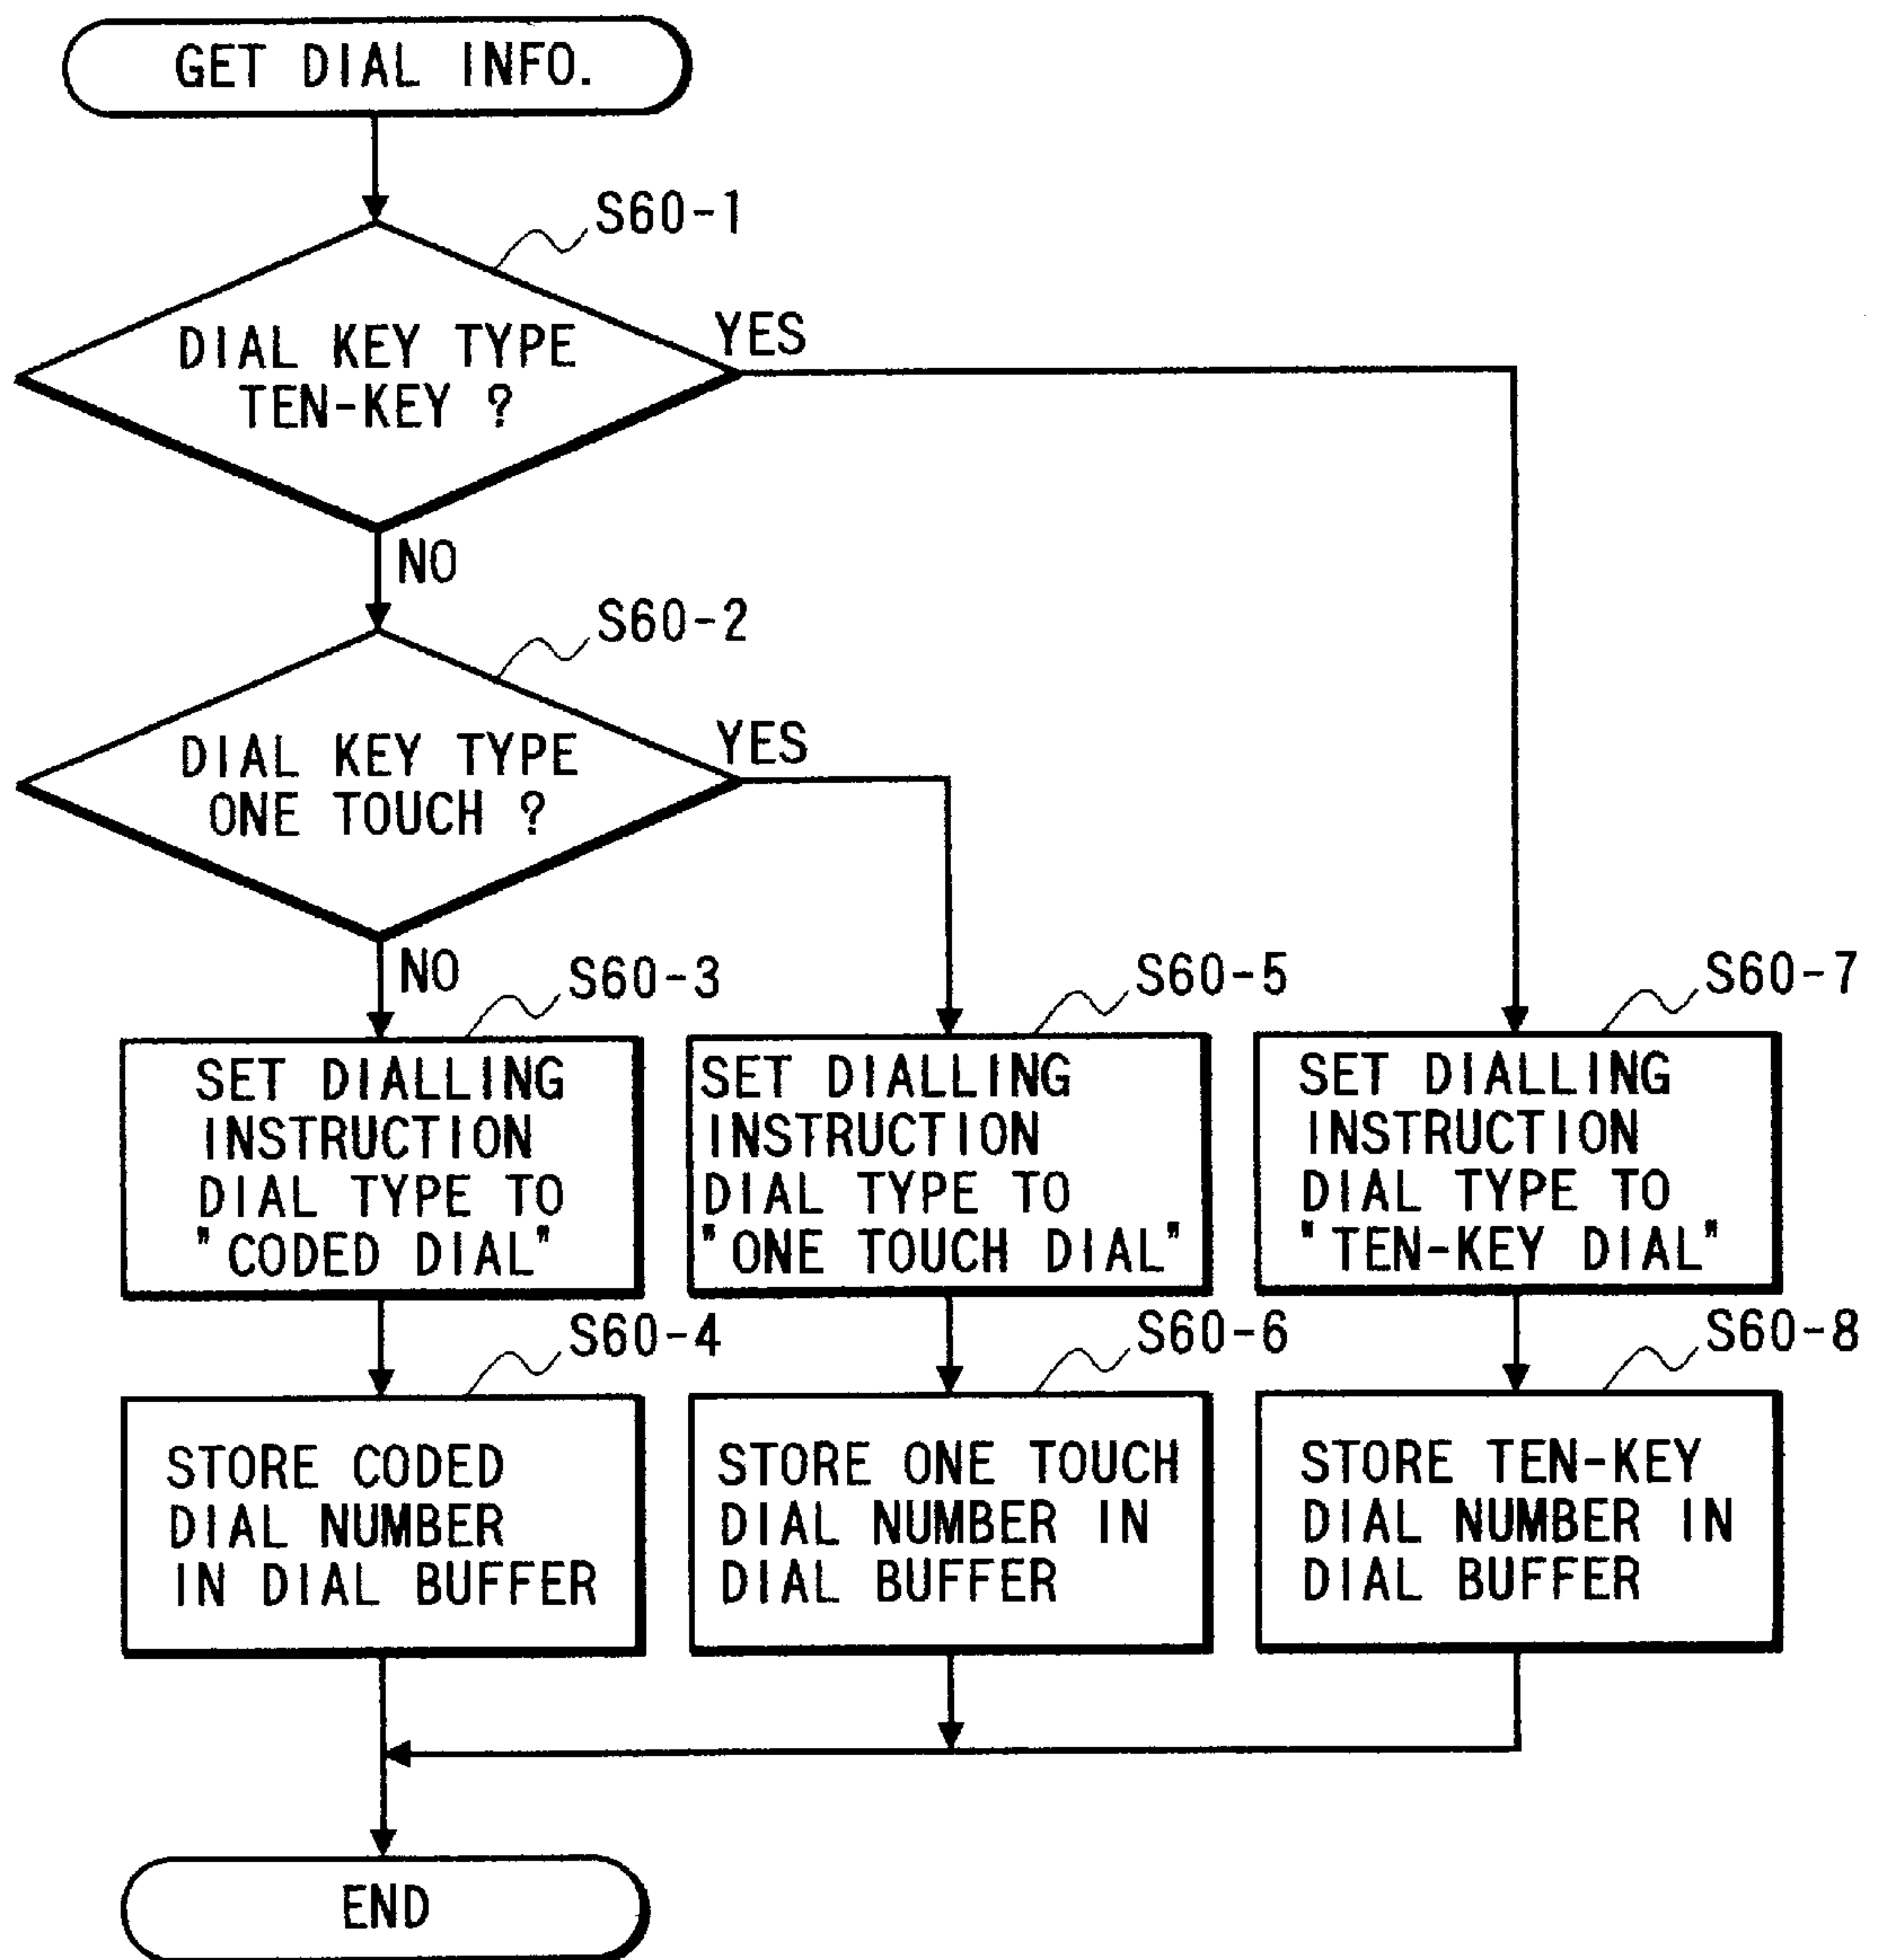 GET DIAL INFO.
S60-1
DIAL KEY TYPE
TEN-KEY ?
YES
NO
S60-2
DIAL KEY TYPE
ONE TOUCH ?
YES
NO
S60-3
SET DIALLING
INSTRUCTION
DIAL TYPE TO
"CODED DIAL"
S60-5
SET DIALLING
INSTRUCTION
DIAL TYPE TO
"ONE TOUCH DIAL"
S60-7
SET DIALLING
INSTRUCTION
DIAL TYPE TO
"TEN-KEY DIAL"
S60-4
STORE CODED
DIAL NUMBER
IN DIAL BUFFER
S60-6
STORE ONE TOUCH
DIAL NUMBER IN
DIAL BUFFER
S60-8
STORE TEN-KEY
DIAL NUMBER IN
DIAL BUFFER
END